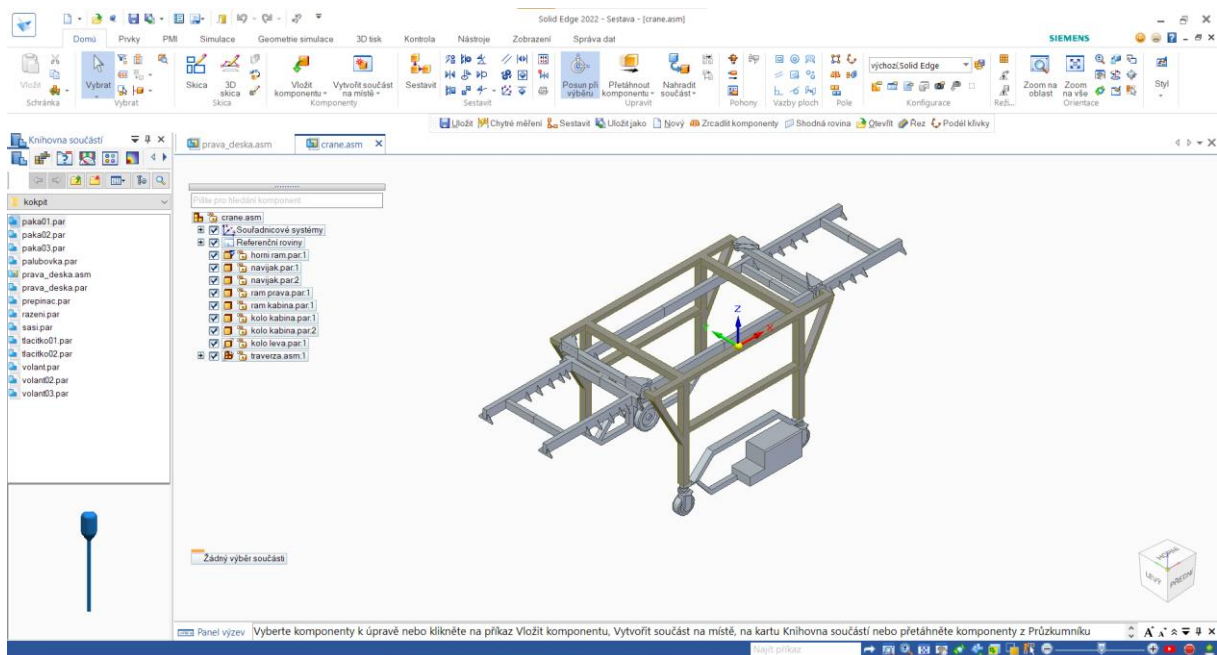 Solid Edge 2022 - Sestava - [crane.asm]
Domů Prvky PMI Simulace Geometrie simulace 3D tisk Kontrola Nástroje Zobrazení Správa dat SIEMENS
Vložit
Schránka
Vybrat
Vybrat
Skica
3D skica
Skica
Vložit komponentu
Vytvořit součást na místě
Komponenty
Sestavit
Sestavit
Posun při výběru
Přetáhnout komponentu
Nahradit součást
Upravit
Pohony
Vazby ploch
Pole
výchozí,Solid Edge
Konfigurace
Reži...
Zoom na oblast
Zoom na vše
Orientace
Styl
Uložit Chytré měření Sestavit Uložit jako Nový Zrcadlit komponenty Shodná rovina Otevřít Řez Podél křivky
Knihovna součástí
kokpit
paka01.par
paka02.par
paka03.par
palubovka.par
prava_deska.asm
prava_deska.par
prepinac.par
razeni.par
sasi.par
tlacitko01.par
tlacitko02.par
volant.par
volant02.par
volant03.par
prava_deska.asm crane.asm
Pište pro hledání komponent
crane.asm
Souřadnicové systémy
Referenční roviny
horni ram.par:1
navijak.par:1
navijak.par:2
ram prava.par:1
ram kabina.par:1
kolo kabina.par:1
kolo kabina.par:2
kolo leva.par:1
traverza.asm:1
Z
X
Žádný výběr součásti
HORNÍ
LEVÝ
PŘEDNÍ
Panel výzev Vyberte komponenty k úpravě nebo klikněte na příkaz Vložit komponentu, Vytvořit součást na místě, na kartu Knihovna součástí nebo přetáhněte komponenty z Průzkumníku
Najít příkaz